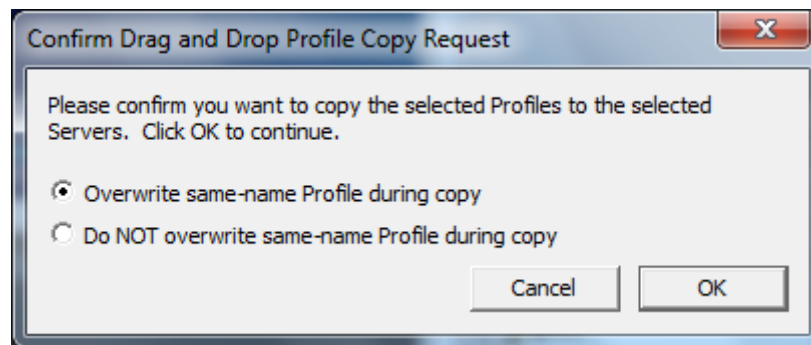 Confirm Drag and Drop Profile Copy Request
Please confirm you want to copy the selected Profiles to the selected
Servers.  Click OK to continue.
Overwrite same-name Profile during copy
Do NOT overwrite same-name Profile during copy
Cancel
OK